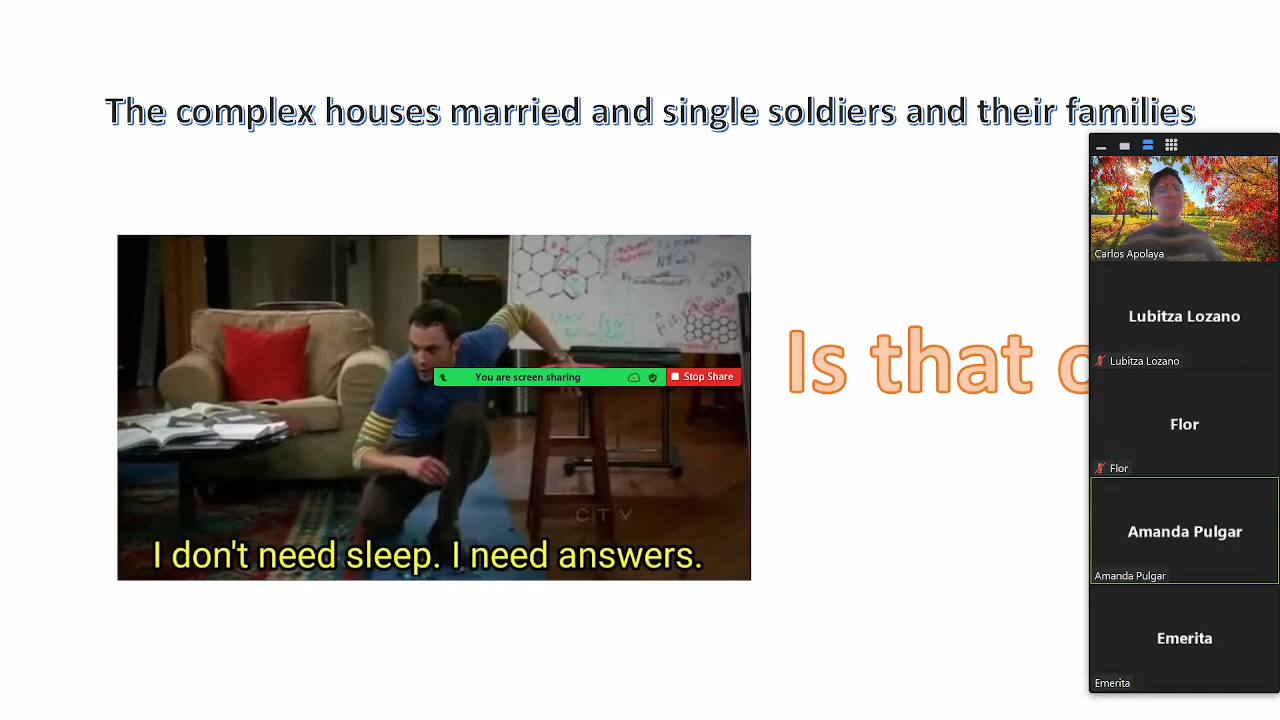 The complex houses married and single soldiers and their families
Carlos Apolaya
Lubitza Lozano
Lubitza Lozano
Is that
You are screen sharing
Stop Share
Flor
Flor
CTV
Amanda Pulgar
Amanda Pulgar
I don't need sleep. I need answers.
Emerita
Emerita